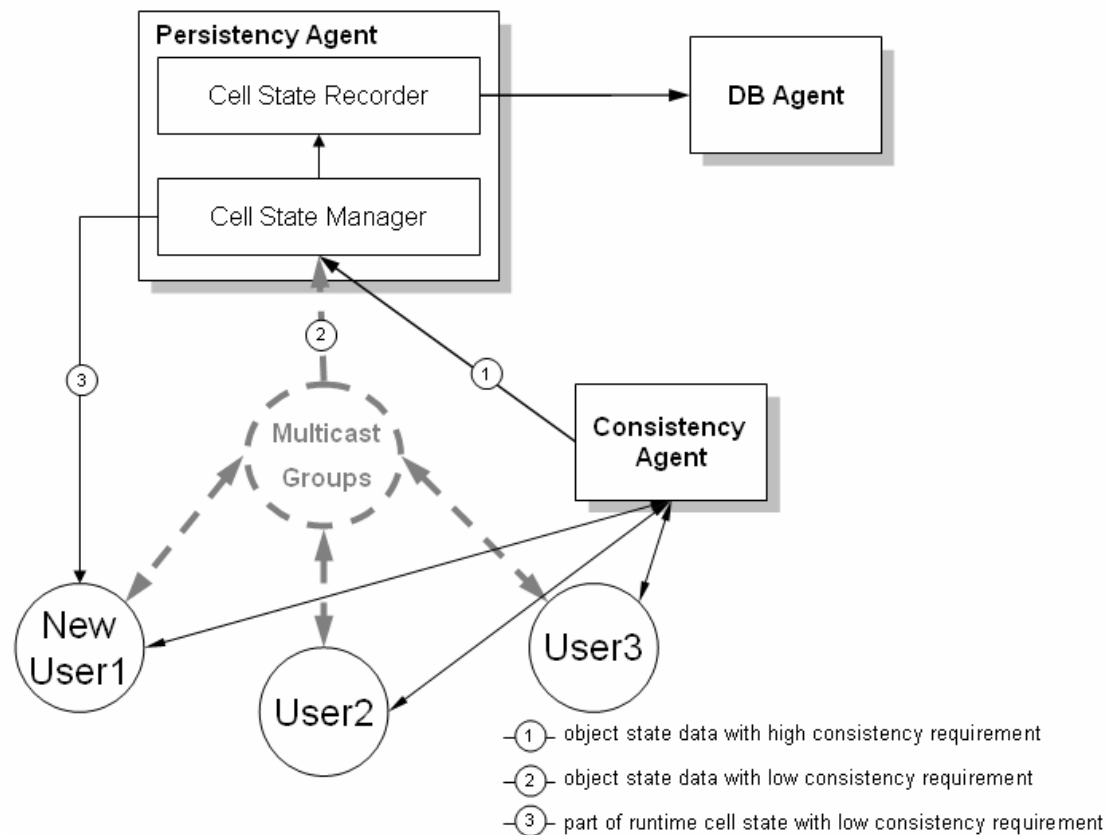 Persistency Agent
Cell State Recorder
DB Agent
Cell State Manager
2
1
3
Multicast
Groups
Consistency
Agent
New
User1
User2
User3
1 object state data with high consistency requirement
2 object state data with low consistency requirement
3 part of runtime cell state with low consistency requirement